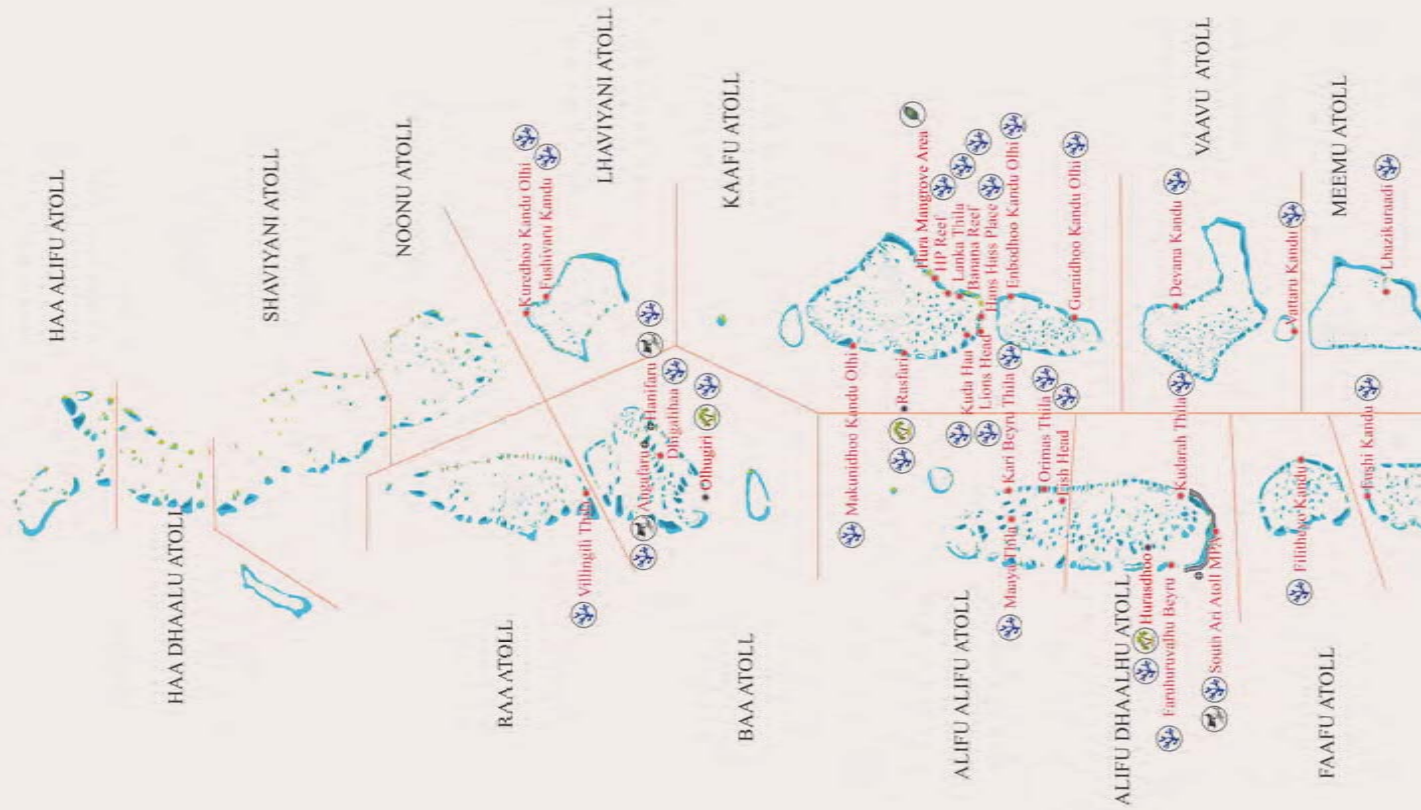 HAA ALIFU ATOLL
HAA DHAALU ATOLL
SHAVIYANI ATOLL
NOONU ATOLL
RAA ATOLL
LHAVIYANI ATOLL
Kuredhoo Kandu Olhi
Fushivaru Kandu
Villingili Thila
BAA ATOLL
Angafaru
Hanifaru
Dhigalihaa
Olhugiri
KAAFU ATOLL
Makunudhoo Kandu Olhi
Rasfari
Hura Mangrove Area
HP Reef
Lanka Thila
Banana Reef
Kuda Haa
Lions Head
Hans Hass Place
Enbodhoo Kandu Olhi
Guraidhoo Kandu Olhi
ALIFU ALIFU ATOLL
Maaya Thila
Kari Beyru Thila
Orimas Thila
Fish Head
ALIFU DHAALHU ATOLL
Hurasdhoo
Faruhuruvalhu Beyru
Kudarah Thila
South Ari Atoll MPA
VAAVU ATOLL
Devana Kandu
Vattaru Kandu
FAAFU ATOLL
Filitheyo Kandu
Fushi Kandu
MEEMU ATOLL
Lhazikuraadi